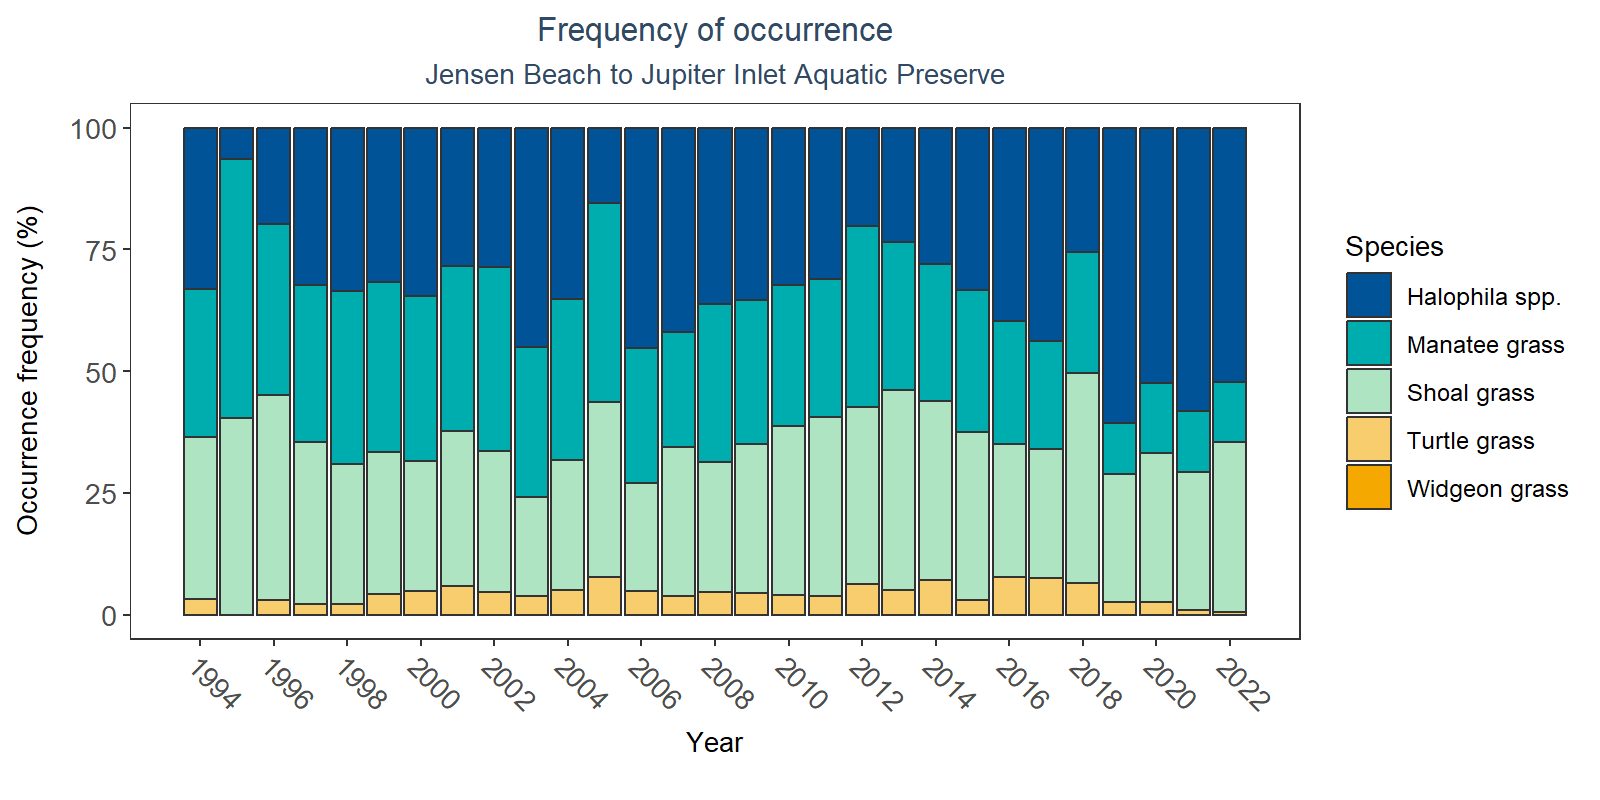 Frequency of occurrence
Jensen Beach to Jupiter Inlet Aquatic Preserve
Occurrence frequency (%)
100
75
50
25
0
1994
1996
1998
2000
2002
2004
2006
2008
2010
2012
2014
2016
2018
2020
2022
Year
Species
Halophila spp.
Manatee grass
Shoal grass
Turtle grass
Widgeon grass